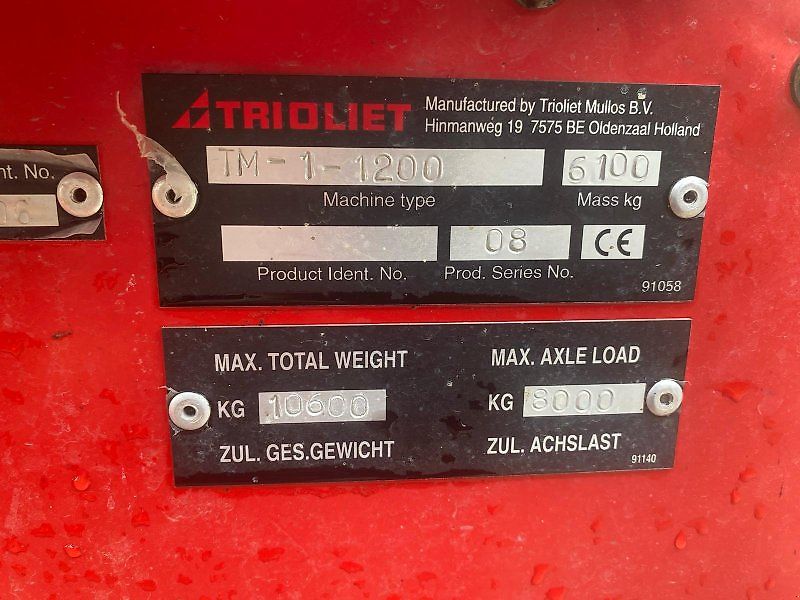 nt. No.
06
TRIOLIET
Manufactured by Trioliet Mullos B.V.
Hinmanweg 19 7575 BE Oldenzaal Holland
TM-1-1200
6100
Machine type
Mass kg
08
CE
Product Ident. No.
Prod. Series No.
91058
MAX. TOTAL WEIGHT
KG 10600
ZUL. GES.GEWICHT
MAX. AXLE LOAD
KG 8000
ZUL. ACHSLAST
91140